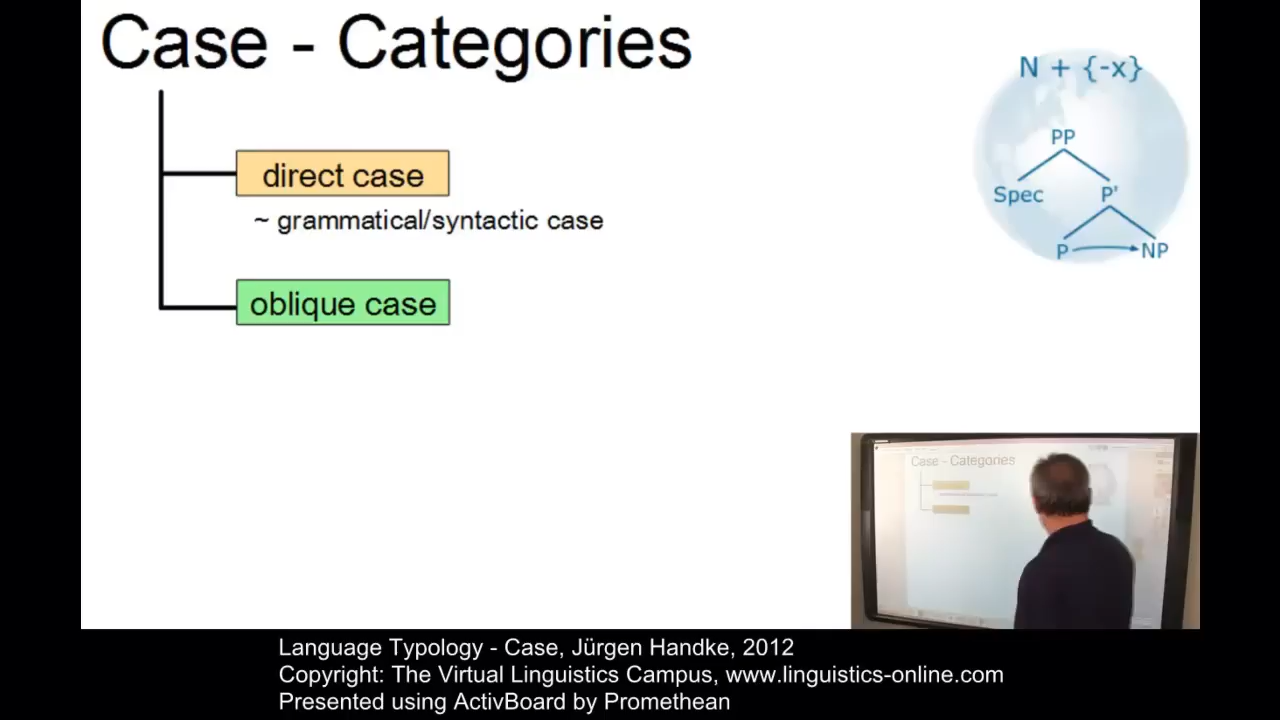 Case - Categories
N + {-x}
PP
direct case
Spec
P'
~ grammatical/syntactic case
P
NP
oblique case
Case - Categories
Language Typology - Case, Jürgen Handke, 2012
Copyright: The Virtual Linguistics Campus, www.linguistics-online.com
Presented using ActivBoard by Promethean